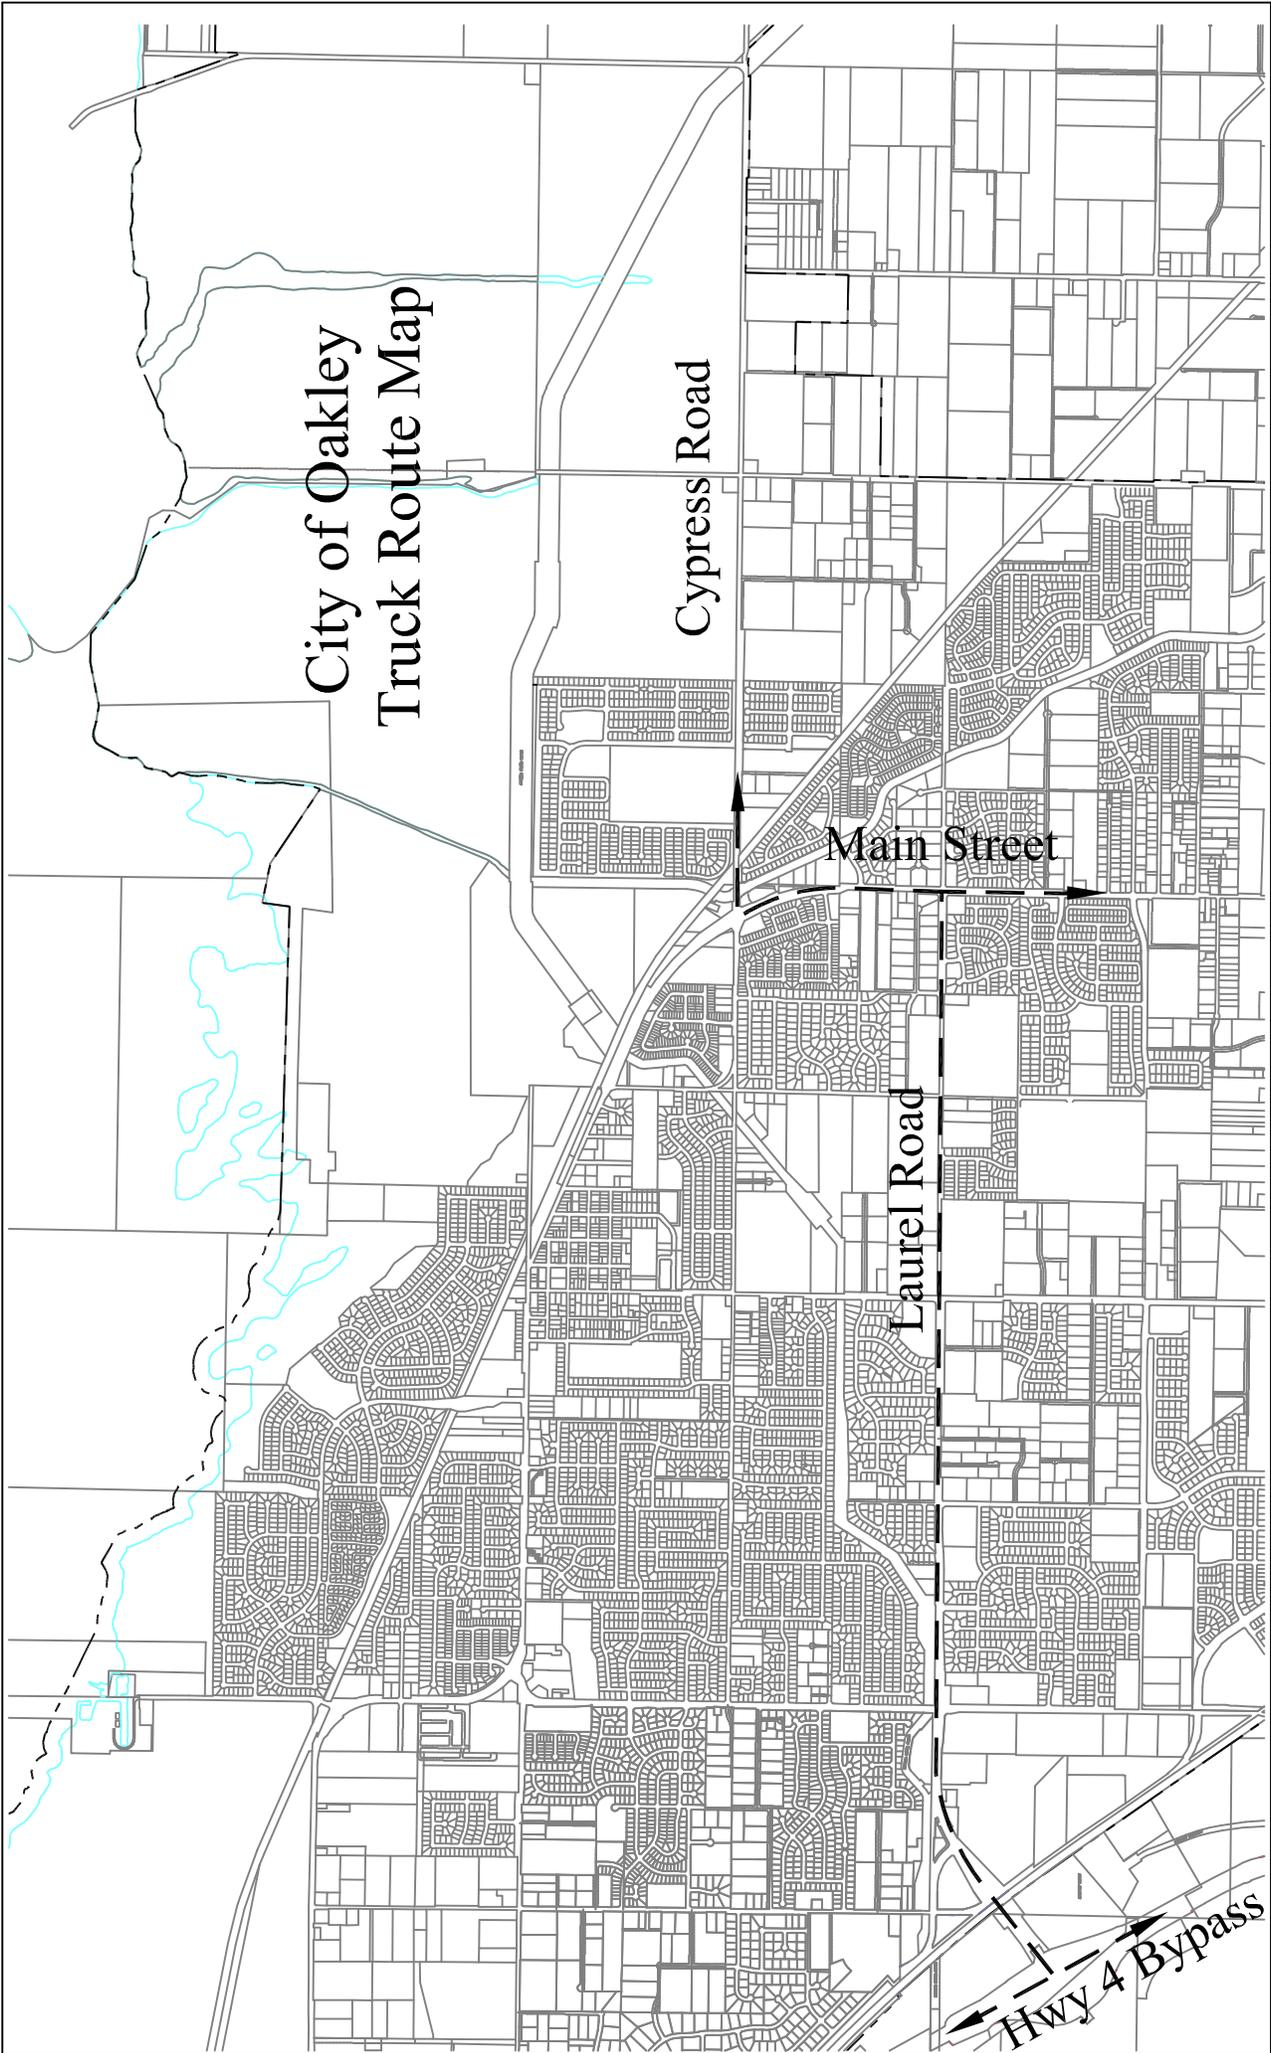 City of Oakley
Truck Route Map
Cypress Road
Main Street
Laurel Road
Hwy 4 Bypass